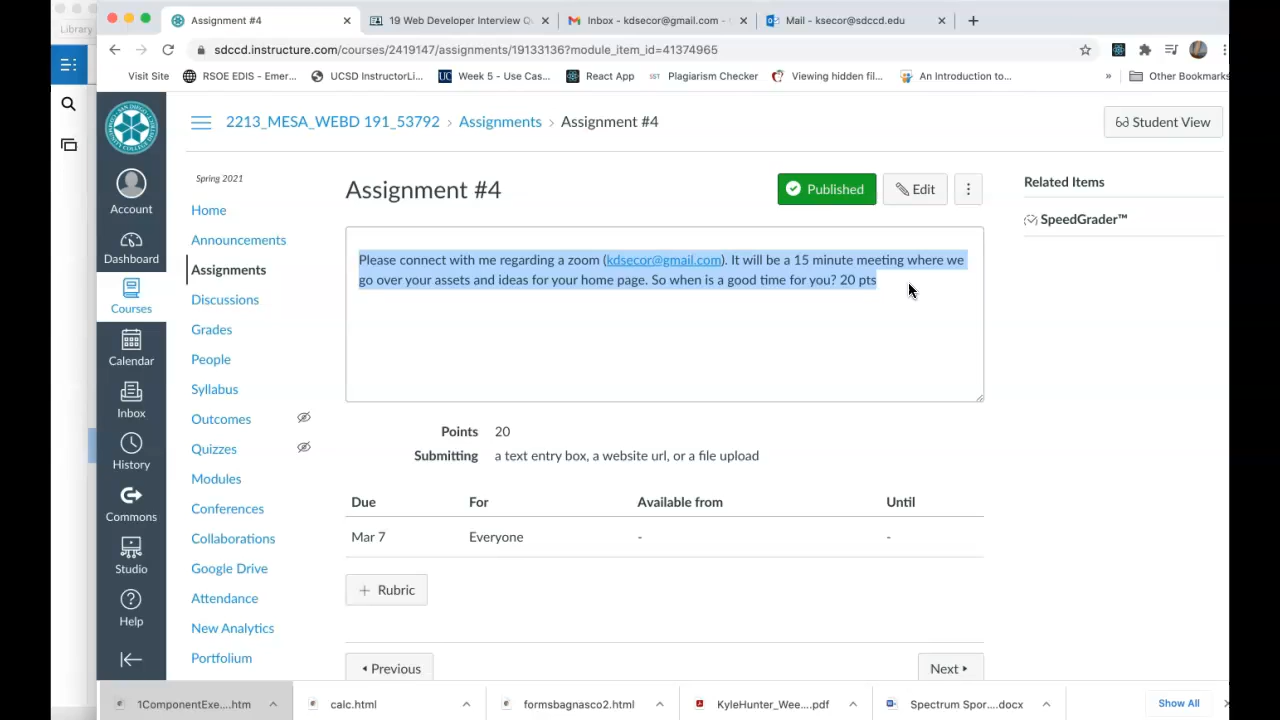 Library
Assignment #4
19 Web Developer Interview Q
Inbox - kdsecor@gmail.com -
Mail - ksecor@sdccd.edu
sdccd.instructure.com/courses/2419147/assignments/19133136?module_item_id=41374965
Visit Site
RSOE EDIS - Emer...
UCSD InstructorLi...
Week 5 - Use Cas...
React App
Plagiarism Checker
Viewing hidden fil...
An Introduction to...
»
Other Bookmarks
2213_MESA_WEBD 191_53792 > Assignments > Assignment #4
Student View
Account
Dashboard
Courses
Calendar
Inbox
History
Commons
Studio
Help
Spring 2021
Home
Announcements
Assignments
Discussions
Grades
People
Syllabus
Outcomes
Quizzes
Modules
Conferences
Collaborations
Google Drive
Attendance
New Analytics
Portfolium
Assignment #4
Published
Edit
Please connect with me regarding a zoom (kdsecor@gmail.com). It will be a 15 minute meeting where we
go over your assets and ideas for your home page. So when is a good time for you? 20 pts
Points 20
Submitting a text entry box, a website url, or a file upload
Due For Available from Until
Mar 7 Everyone - -
+ Rubric
Previous
Next
Related Items
SpeedGrader™
1ComponentExe....htm
calc.html
formsbagnasco2.html
KyleHunter_Wee....pdf
Spectrum Spor....docx
Show All